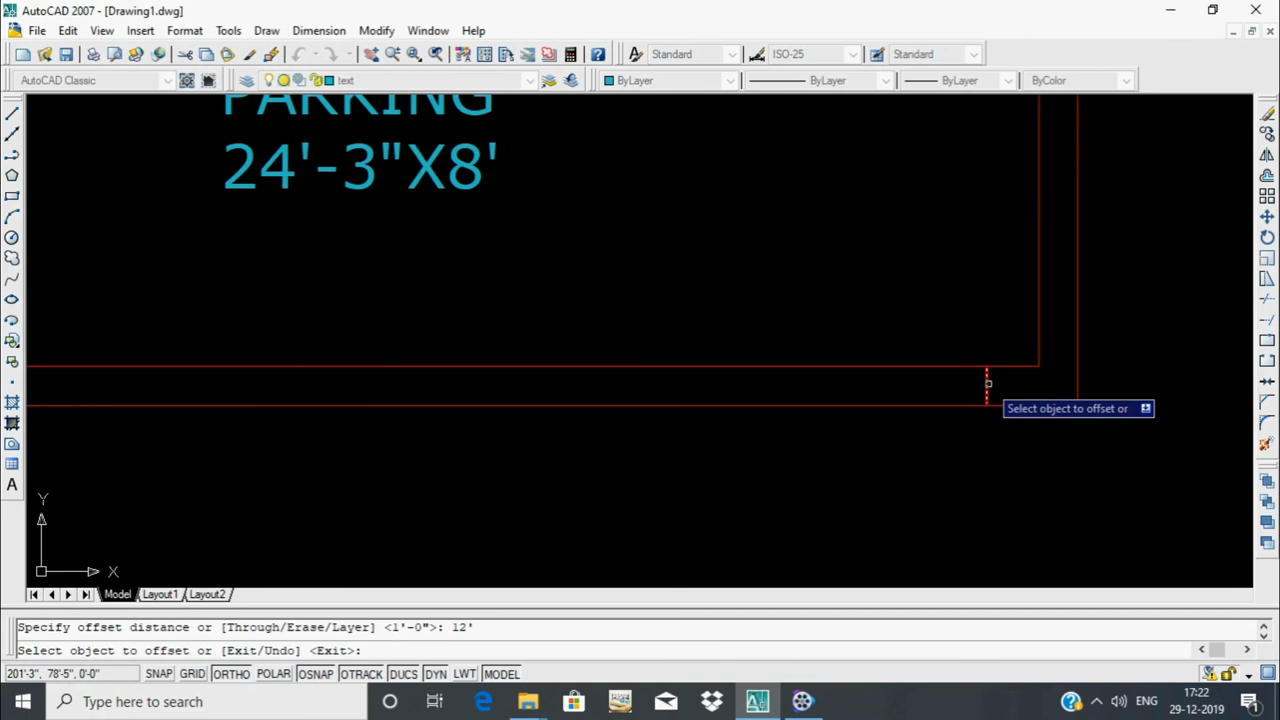 AutoCAD 2007 - [Drawing1.dwg]
File Edit View Insert Format Tools Draw Dimension Modify Window Help
Standard ISO-25 Standard
AutoCAD Classic text ByLayer ByLayer ByLayer ByColor
PARKING
24'-3"X8'
Select object to offset or
A
Y
X
Model Layout1 Layout2
Specify offset distance or [Through/Erase/Layer] <1'-0">: 12'
Select object to offset or [Exit/Undo] <Exit>:
201'-3", 78'-5", 0'-0" SNAP GRID ORTHO POLAR OSNAP OTRACK DUCS DYN LWT MODEL
Type here to search
ENG
17:22
29-12-2019